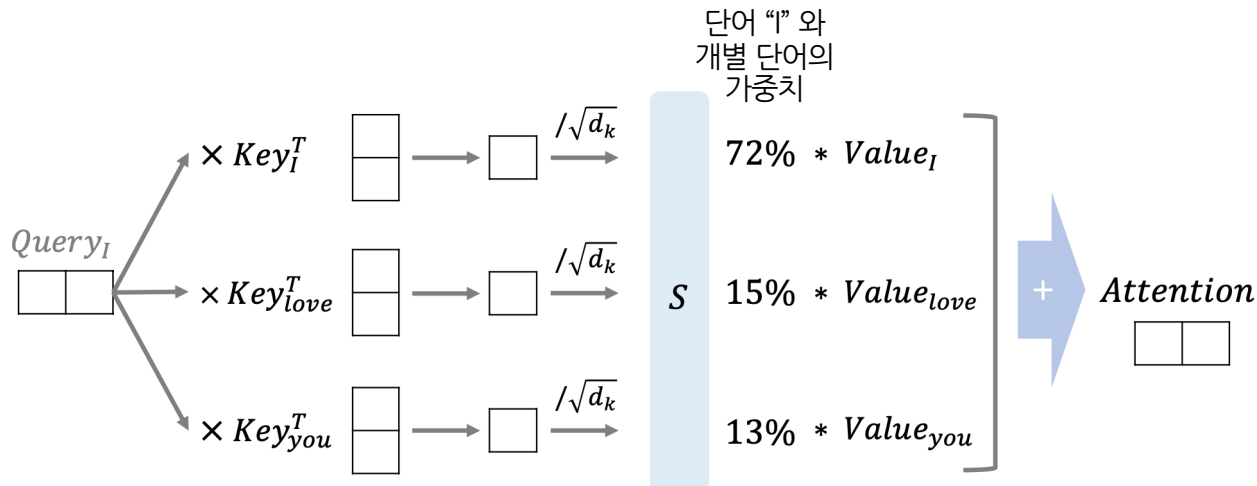 단어 “I” 와
개별 단어의
가중치
× Key_I^T /√d_k 72% * Value_I
Query_I
× Key_love^T /√d_k S 15% * Value_love + Attention
× Key_you^T /√d_k 13% * Value_you